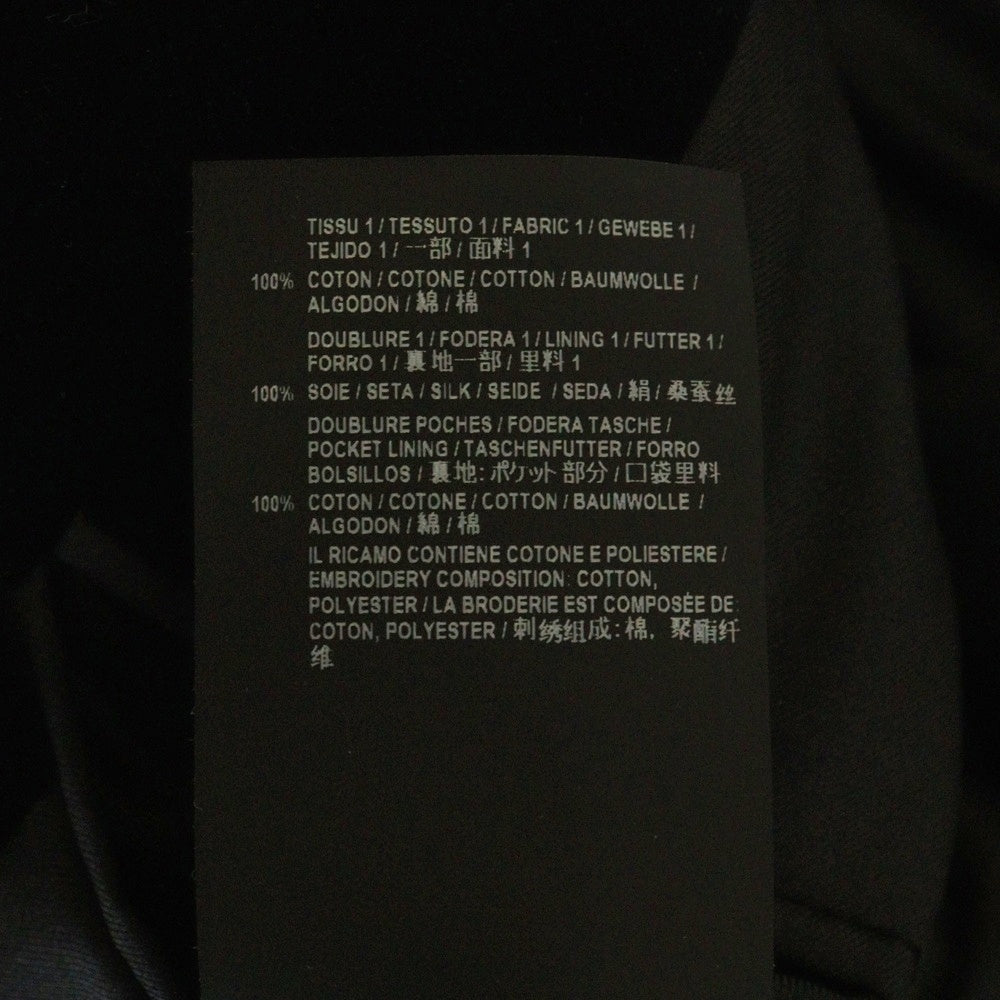 TISSU 1 / TESSUTO 1 / FABRIC 1 / GEWEBE 1 /
TEJIDO 1 / 一部 / 面料 1
100% COTON / COTONE / COTTON / BAUMWOLLE /
ALGODON / 綿 / 棉
DOUBLURE 1 / FODERA 1 / LINING 1 / FUTTER 1 /
FORRO 1 / 裏地一部 / 里料 1
100% SOIE / SETA / SILK / SEIDE / SEDA / 絹 / 桑蚕丝
DOUBLURE POCHES / FODERA TASCHE /
POCKET LINING / TASCHENFUTTER / FORRO
BOLSILLOS / 裏地: ポケット部分 / 口袋里料
100% COTON / COTONE / COTTON / BAUMWOLLE /
ALGODON / 綿 / 棉
IL RICAMO CONTIENE COTONE E POLIESTERE /
EMBROIDERY COMPOSITION: COTTON,
POLYESTER / LA BRODERIE EST COMPOSÉE DE:
COTON, POLYESTER / 刺绣组成: 棉, 聚酯纤
维